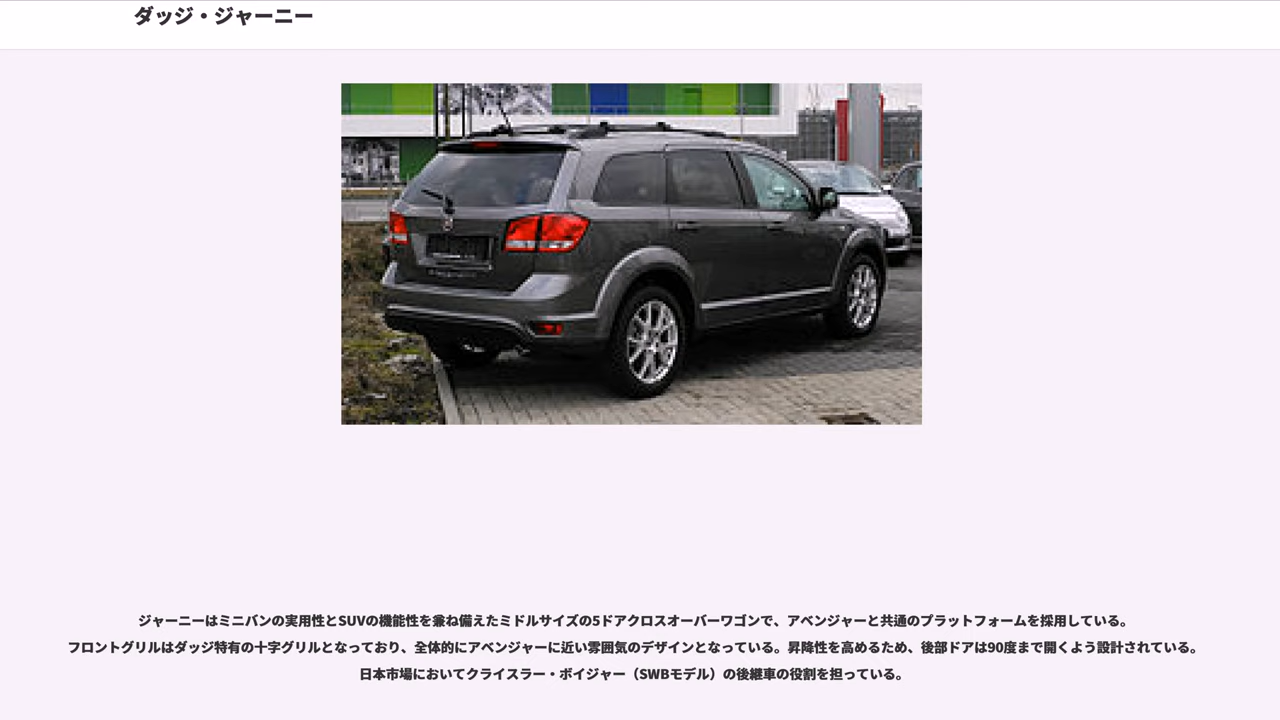 ダッジ・ジャーニー
ジャーニーはミニバンの実用性とSUVの機能性を兼ね備えたミドルサイズの5ドアクロスオーバーワゴンで、アベンジャーと共通のプラットフォームを採用している。
フロントグリルはダッジ特有の十字グリルとなっており、全体的にアベンジャーに近い雰囲気のデザインとなっている。昇降性を高めるため、後部ドアは90度まで開くよう設計されている。
日本市場においてクライスラー・ボイジャー（SWBモデル）の後継車の役割を担っている。